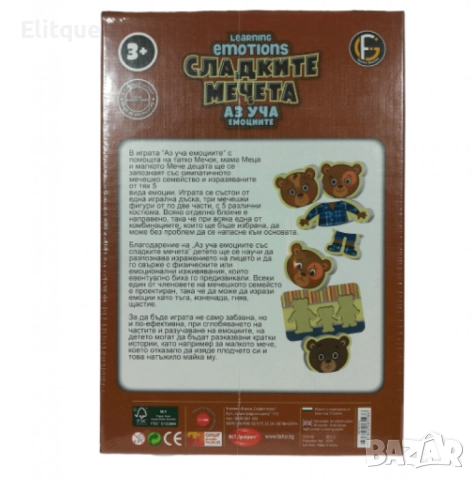 Elitque
Learning
emotions
3+
СЛАДКИТЕ
МЕЧЕТА
АЗ УЧА
ЕМОЦИИТЕ
В играта "Аз уча емоциите" с
помощта на татко Мечок, мама Меца
и малкото Мече децата ще се
запознаят със симпатичното
мечешко семейство и изразяваните
от тях 5
вида емоции. Играта се състои от
една игрална дъска, три мечешки
фигури от по две части, с 5 различни
костюма. Всяко отделно блокче е
направено, така че при всяка една от
комбинациите, които ще бъде избрана, да
може без проблем да се напасне към основата.
Благодарение на „Аз уча емоциите със
сладките мечета" детето ще се научи да
разпознава изражението на лицето и да
го свърже с физическите или
емоционални изживявания, които
евентуално биха го предизвикали. Всеки
един от членовете на мечешкото семейство
е проектиран, така че да може да изрази
емоции като тъга, изненада, гняв,
щастие.
За да бъде играта не само забавна, но
и по-ефективна, при сглобяването на
частите и разучаване на емоциите, на
детето могат да бъдат разказвани кратки
истории, като например за малкото мече,
което отказало да изяде плодчето си и
това натъжило майка му.
FSC
BAZAR